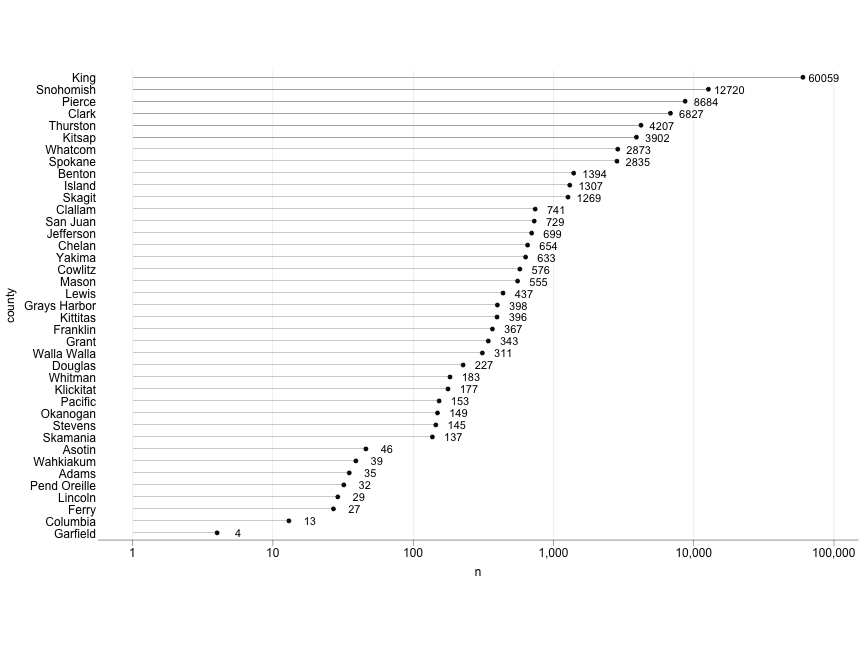 King 60059
Snohomish 12720
Pierce 8684
Clark 6827
Thurston 4207
Kitsap 3902
Whatcom 2873
Spokane 2835
Benton 1394
Island 1307
Skagit 1269
Clallam 741
San Juan 729
Jefferson 699
Chelan 654
Yakima 633
Cowlitz 576
Mason 555
Lewis 437
Grays Harbor 398
Kittitas 396
Franklin 367
Grant 343
Walla Walla 311
Douglas 227
Whitman 183
Klickitat 177
Pacific 153
Okanogan 149
Stevens 145
Skamania 137
Asotin 46
Wahkiakum 39
Adams 35
Pend Oreille 32
Lincoln 29
Ferry 27
Columbia 13
Garfield 4
county
1 10 100 1,000 10,000 100,000
n